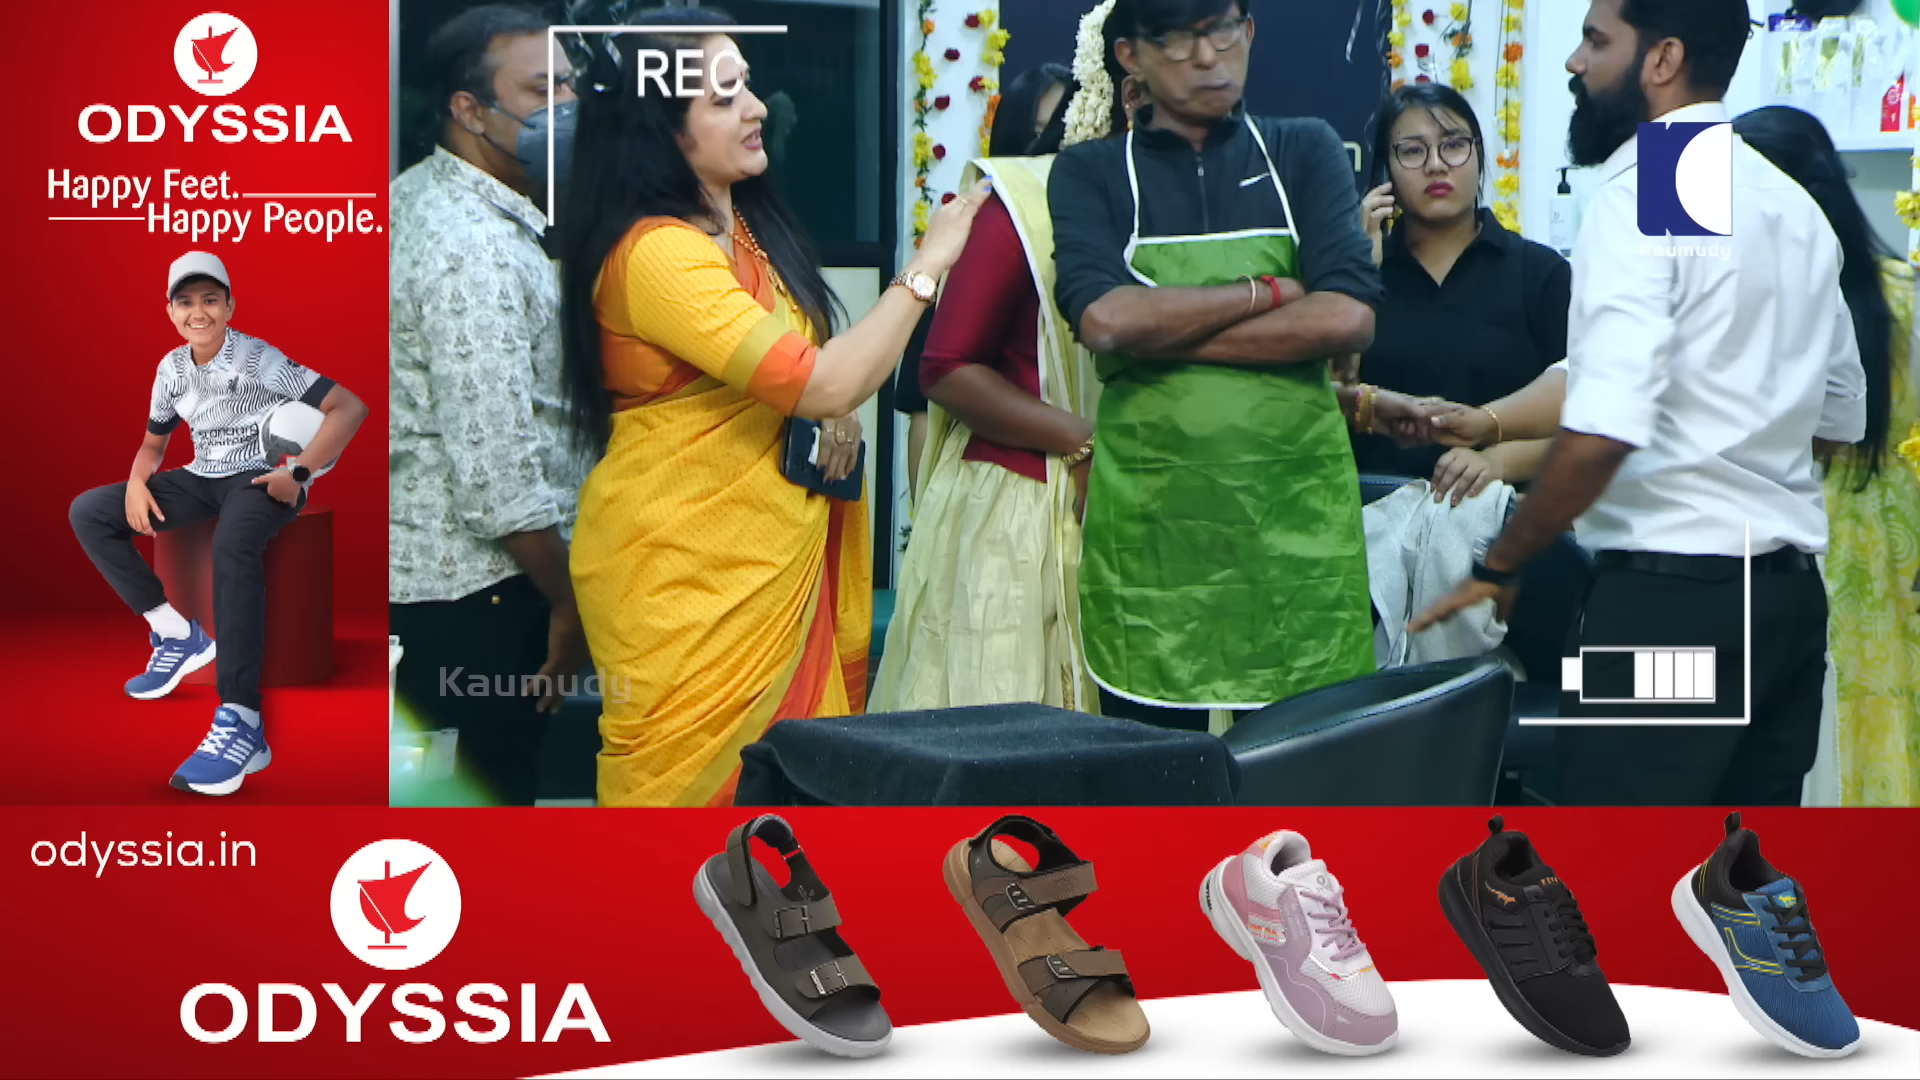 ODYSSIA
Happy Feet.
Happy People.
REC
Kaumudy
Kaumudy
odyssia.in
ODYSSIA